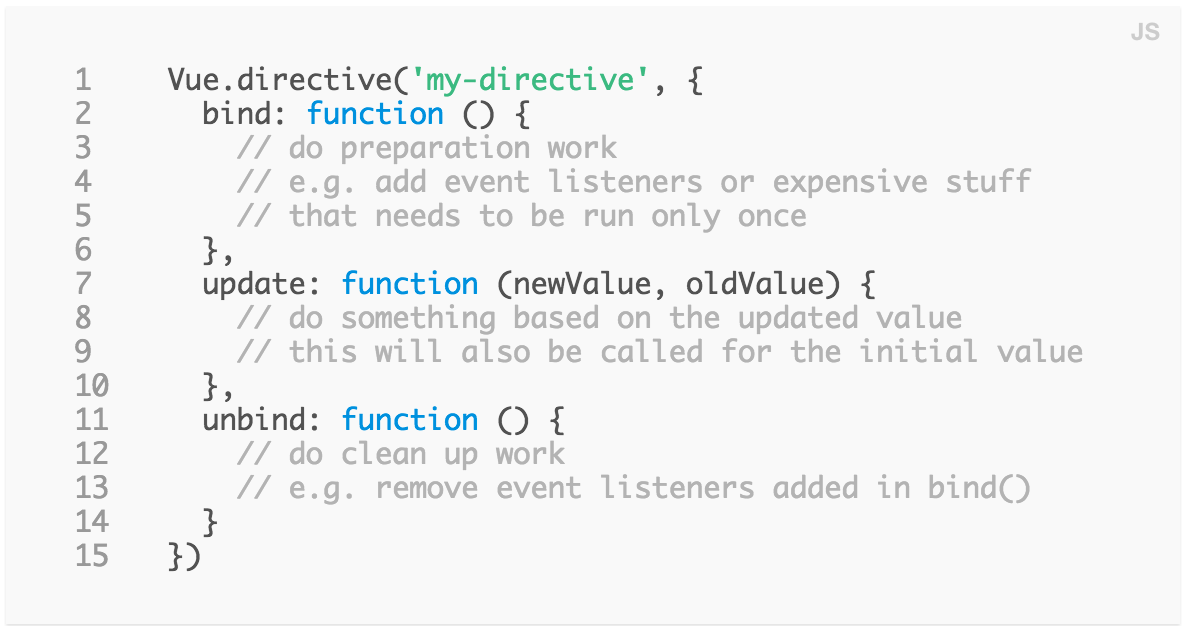 JS
1 Vue.directive('my-directive', {
2   bind: function () {
3     // do preparation work
4     // e.g. add event listeners or expensive stuff
5     // that needs to be run only once
6   },
7   update: function (newValue, oldValue) {
8     // do something based on the updated value
9     // this will also be called for the initial value
10   },
11   unbind: function () {
12     // do clean up work
13     // e.g. remove event listeners added in bind()
14   }
15 })